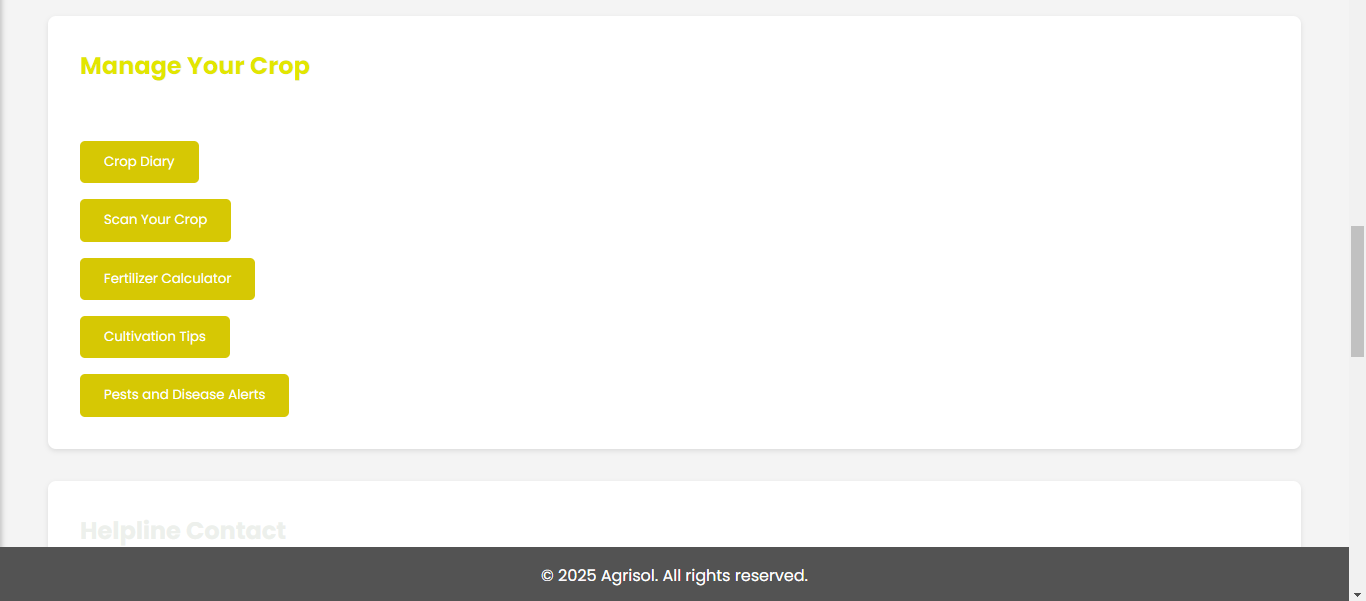 Manage Your Crop
Crop Diary
Scan Your Crop
Fertilizer Calculator
Cultivation Tips
Pests and Disease Alerts
Helpline Contact
© 2025 Agrisol. All rights reserved.